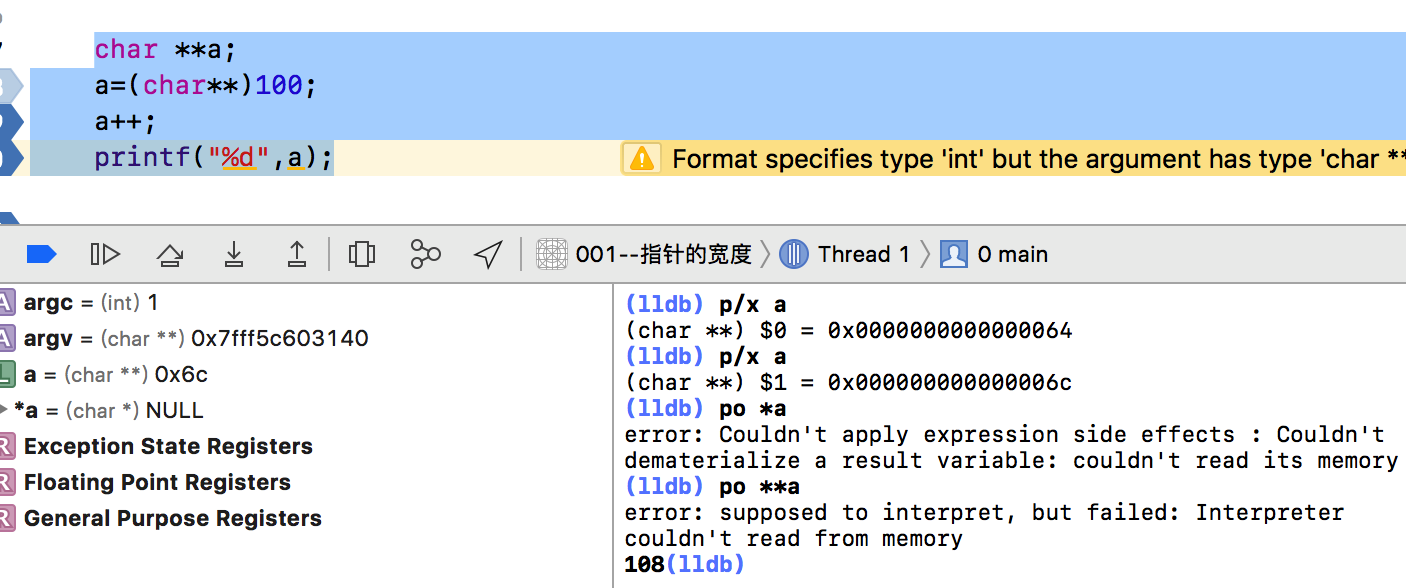 char **a;
a=(char**)100;
a++;
printf("%d",a);
Format specifies type 'int' but the argument has type 'char **
001--指针的宽度
Thread 1
0 main
A argc = (int) 1
A argv = (char **) 0x7fff5c603140
L a = (char **) 0x6c
*a = (char *) NULL
R Exception State Registers
R Floating Point Registers
R General Purpose Registers
(lldb) p/x a
(char **) $0 = 0x0000000000000064
(lldb) p/x a
(char **) $1 = 0x000000000000006c
(lldb) po *a
error: Couldn't apply expression side effects : Couldn't
dematerialize a result variable: couldn't read its memory
(lldb) po **a
error: supposed to interpret, but failed: Interpreter
couldn't read from memory
108(lldb)